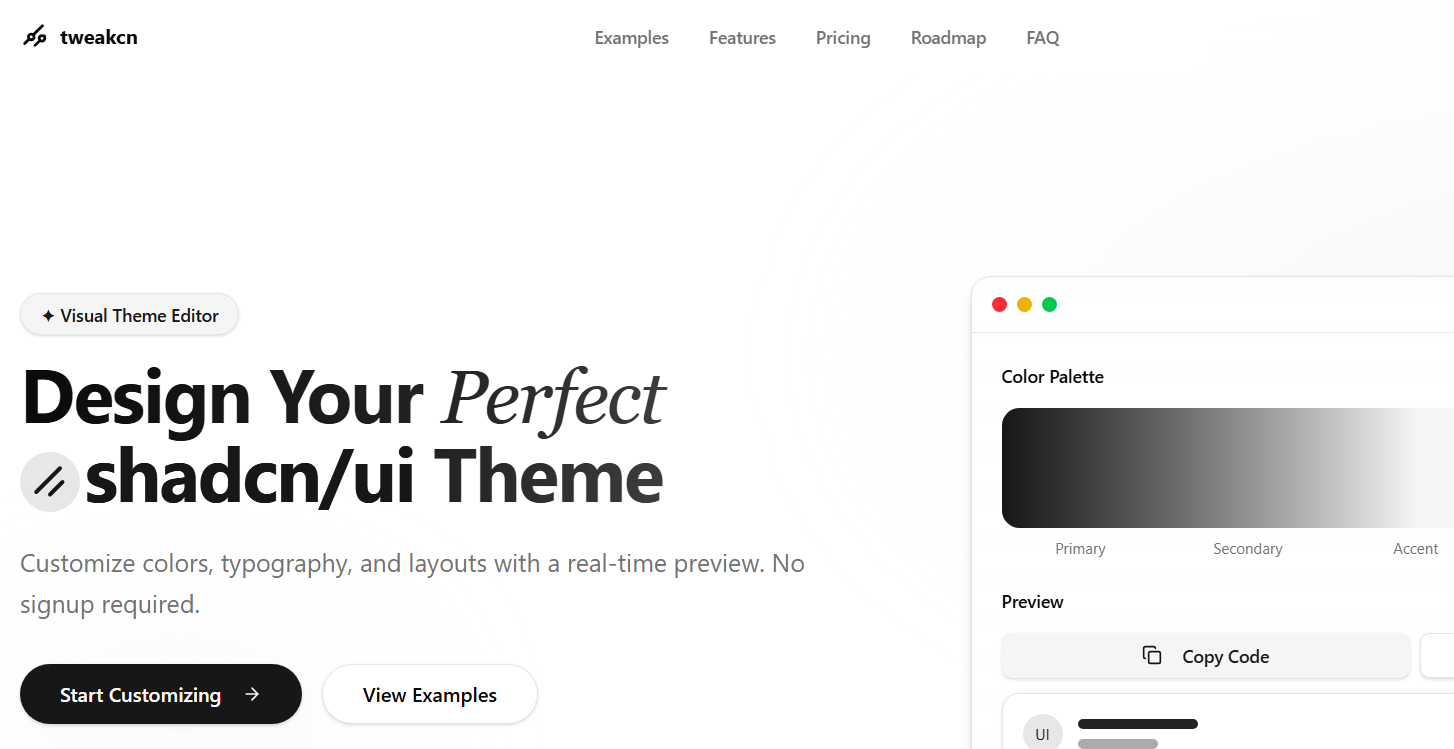 tweakcn
Examples Features Pricing Roadmap FAQ
✦ Visual Theme Editor
Design Your Perfect
shadcn/ui Theme
Customize colors, typography, and layouts with a real-time preview. No
signup required.
Start Customizing →
View Examples
Color Palette
Primary Secondary Accent
Preview
Copy Code
UI